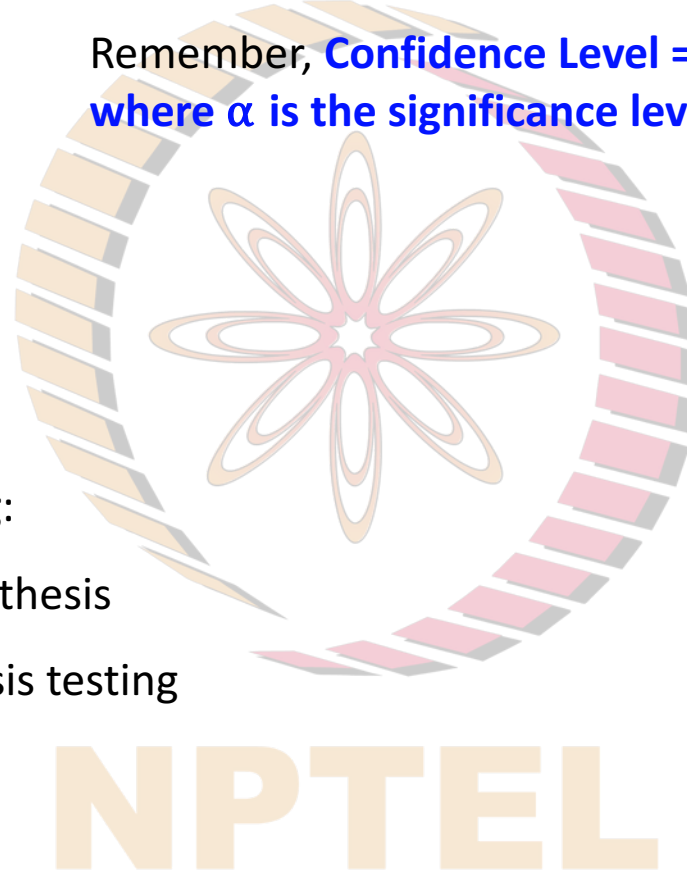 Remember, Confidence Level =
where α is the significance lev
:
thesis
sis testing
NPTEL